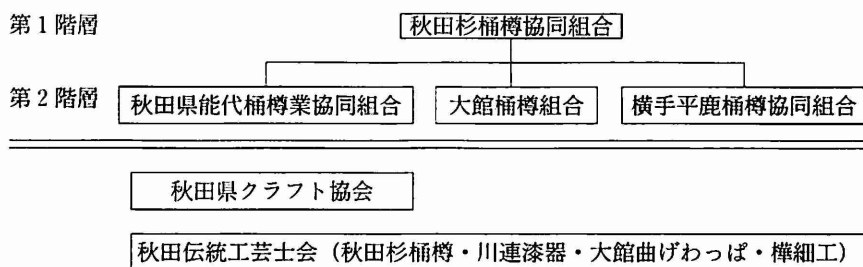 第1階層 秋田杉桶樽協同組合
第2階層 秋田県能代桶樽業協同組合 大館桶樽組合 横手平鹿桶樽協同組合
秋田県クラフト協会
秋田伝統工芸士会（秋田杉桶樽・川連漆器・大館曲げわっぱ・樺細工）